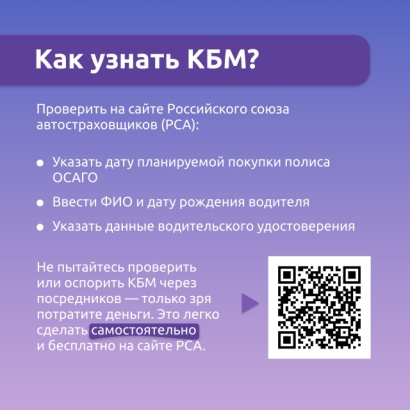 Как узнать КБМ?
Проверить на сайте Российского союза
автостраховщиков (РСА):
Указать дату планируемой покупки полиса
ОСАГО
Ввести ФИО и дату рождения водителя
Указать данные водительского удостоверения
Не пытайтесь проверить
или оспорить КБМ через
посредников — только зря
потратите деньги. Это легко
сделать самостоятельно
и бесплатно на сайте РСА.